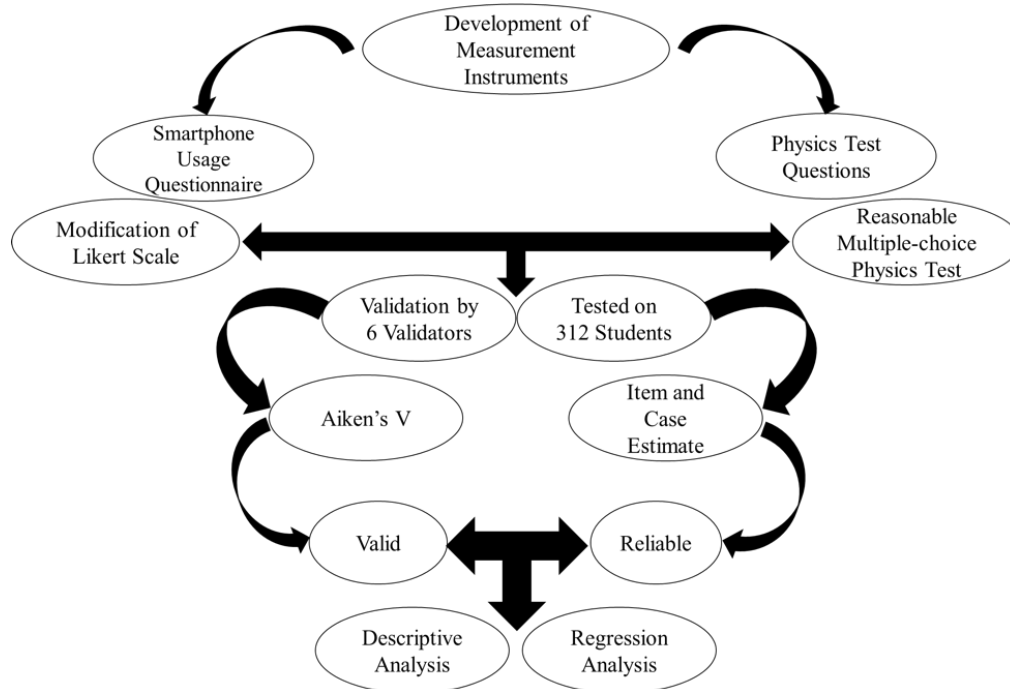 Development of
Measurement
Instruments
Smartphone
Usage
Questionnaire
Physics Test
Questions
Modification of
Likert Scale
Reasonable
Multiple-choice
Physics Test
Validation by
6 Validators
Tested on
312 Students
Aiken's V
Item and
Case
Estimate
Valid
Reliable
Descriptive
Analysis
Regression
Analysis